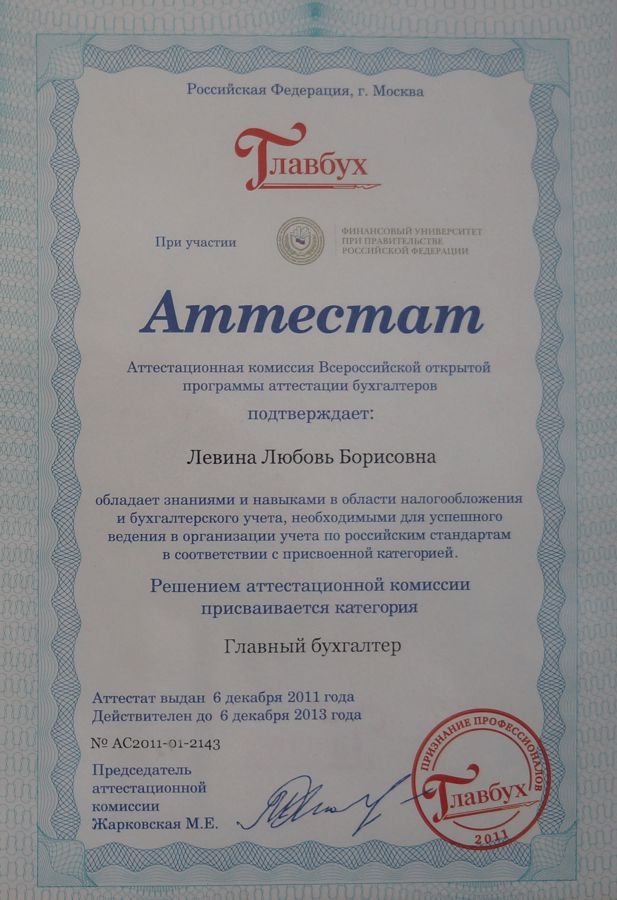 Российская Федерация, г. Москва
Главбух
При участии
ФИНАНСОВЫЙ УНИВЕРСИТЕТ
ПРИ ПРАВИТЕЛЬСТВЕ
РОССИЙСКОЙ ФЕДЕРАЦИИ
Аттестат
Аттестационная комиссия Всероссийской открытой
программы аттестации бухгалтеров
подтверждает:
Левина Любовь Борисовна
обладает знаниями и навыками в области налогообложения
и бухгалтерского учета, необходимыми для успешного
ведения в организации учета по российским стандартам
в соответствии с присвоенной категорией.
Решением аттестационной комиссии
присваивается категория
Главный бухгалтер
Аттестат выдан 6 декабря 2011 года
Действителен до 6 декабря 2013 года
№ АС2011-01-2143
Председатель
аттестационной
комиссии
Жарковская М.Е.
ПРИЗНАНИЕ ПРОФЕССИОНАЛОВ
Главбух
2011